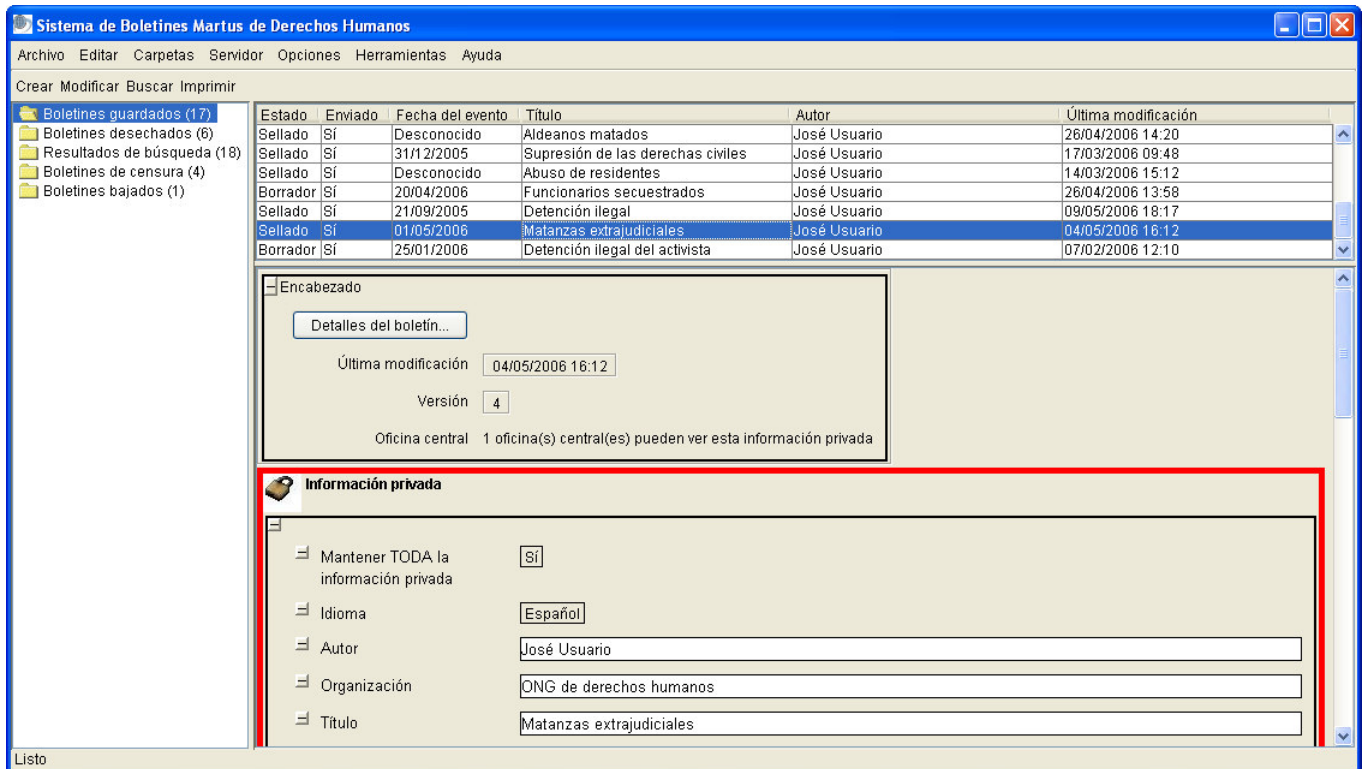 Sistema de Boletines Martus de Derechos Humanos
Archivo Editar Carpetas Servidor Opciones Herramientas Ayuda
Crear Modificar Buscar Imprimir
Boletines guardados (17)
Boletines desechados (6)
Resultados de búsqueda (18)
Boletines de censura (4)
Boletines bajados (1)
Estado Enviado Fecha del evento Título Autor Última modificación
Sellado Sí Desconocido Aldeanos matados José Usuario 26/04/2006 14:20
Sellado Sí 31/12/2005 Supresión de las derechas civiles José Usuario 17/03/2006 09:48
Sellado Sí Desconocido Abuso de residentes José Usuario 14/03/2006 15:12
Borrador Sí 20/04/2006 Funcionarios secuestrados José Usuario 26/04/2006 13:58
Sellado Sí 21/09/2005 Detención ilegal José Usuario 09/05/2006 18:17
Sellado Sí 01/05/2006 Matanzas extrajudiciales José Usuario 04/05/2006 16:12
Borrador Sí 25/01/2006 Detención ilegal del activista José Usuario 07/02/2006 12:10
Encabezado
Detalles del boletín...
Última modificación 04/05/2006 16:12
Versión 4
Oficina central 1 oficina(s) central(es) pueden ver esta información privada
Información privada
Mantener TODA la Sí
información privada
Idioma Español
Autor José Usuario
Organización ONG de derechos humanos
Título Matanzas extrajudiciales
Listo